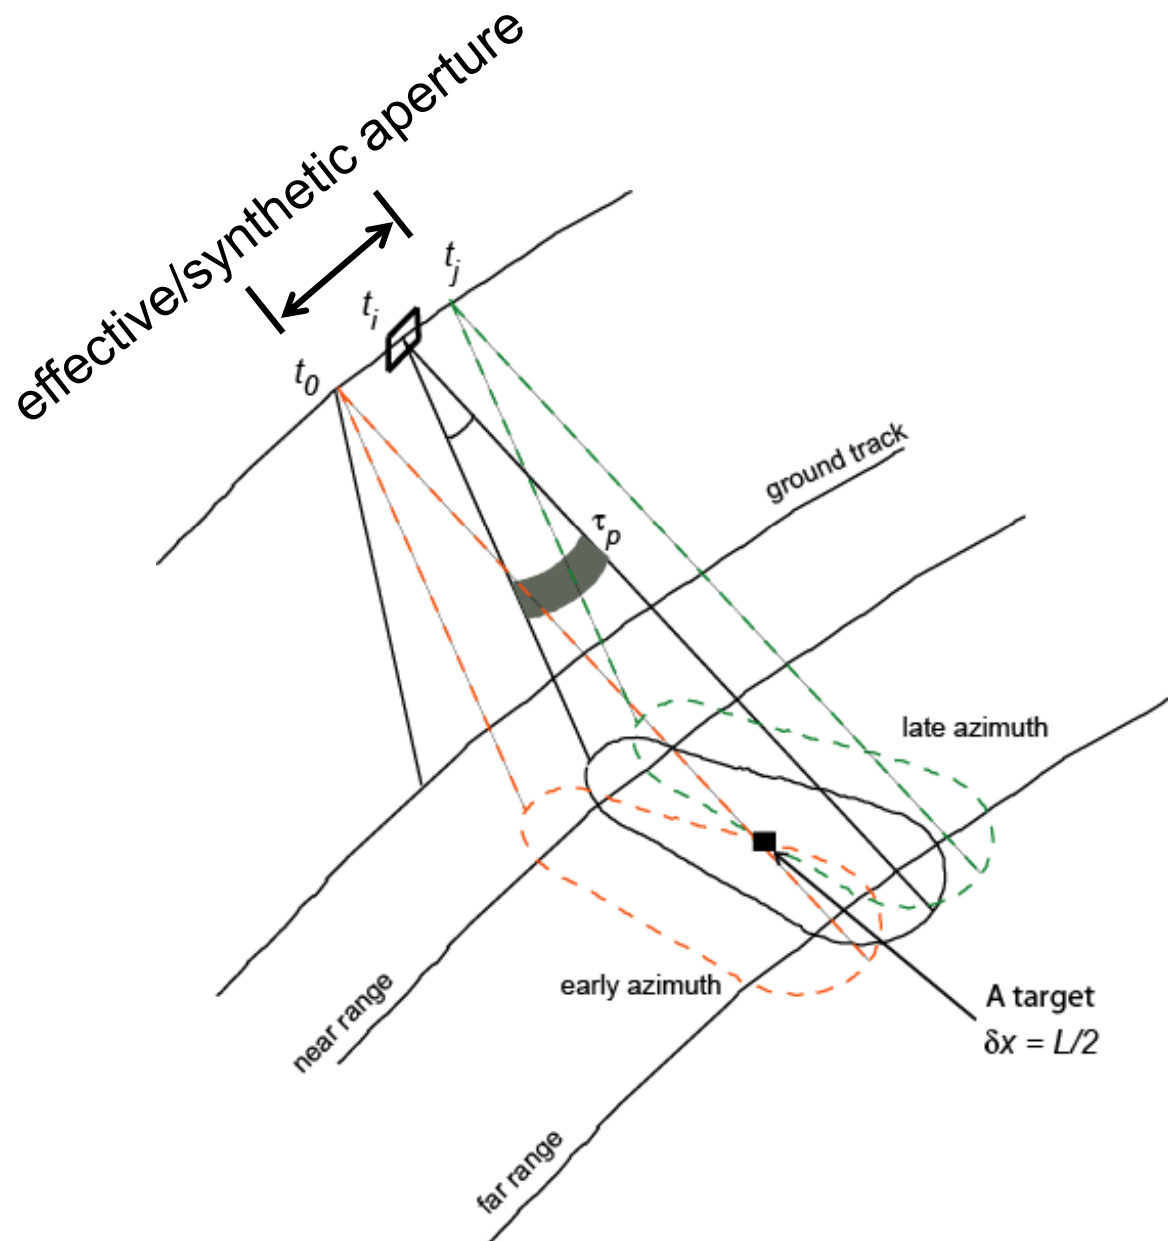 effective/synthetic aperture
t_j
t_i
t_0
ground track
τ_p
late azimuth
early azimuth
near range
A target
δx = L/2
far range